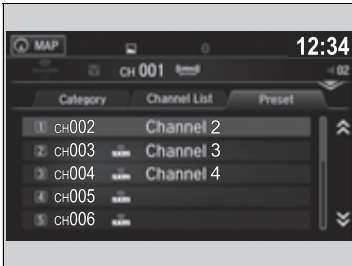 MAP 12:34
CH 001 02
Category Channel List Preset
1 CH002 Channel 2
2 CH003 Channel 3
3 CH004 Channel 4
4 CH005
5 CH006